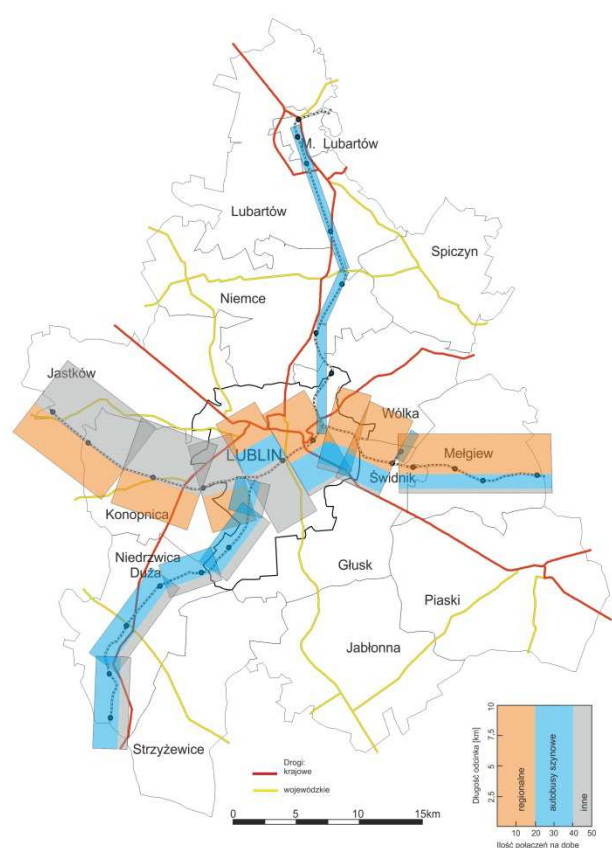 M. Lubartów
Lubartów
Spiczyn
Niemce
Jastków
Wólka
LUBLIN
Mełgiew
Świdnik
Konopnica
Niedrzwica
Duża
Głusk
Piaski
Jabłonna
Strzyżewice
Drogi:
krajowe
wojewódzkie
0 5 10 15km
Długość odcinka [km]
10
7,5
5
2,5
regionalne
autobusy szynowe
inne
10 20 30 40 50
Ilość połączeń na dobę